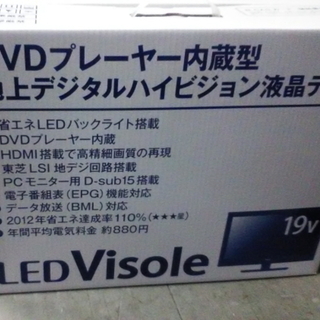 VDプレーヤー内蔵型
上デジタルハイビジョン液晶テ
省エネLEDバックライト搭載
DVDプレーヤー内蔵
HDMI搭載で高精細画質の再現
東芝LSI 地デジ回路搭載
PCモニター用 D-sub15搭載
● 電子番組表(EPG)機能対応
● データ放送(BML)対応
● 2012年省エネ達成率110%(★★★星)
● 年間平均電気料金 約880円
19v
LED Visole